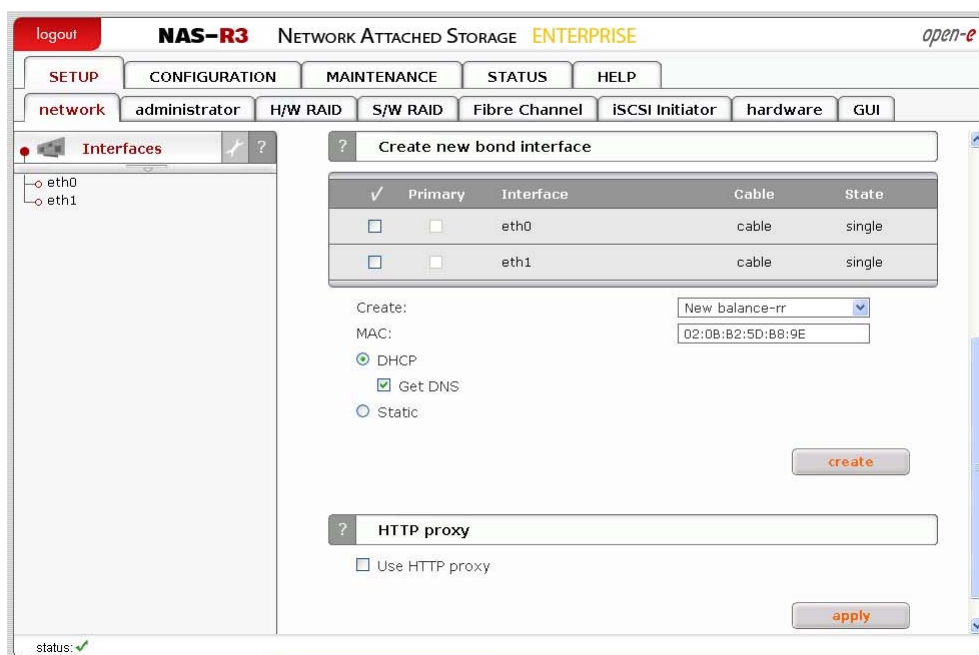 logout NAS-R3 NETWORK ATTACHED STORAGE ENTERPRISE open-e
SETUP CONFIGURATION MAINTENANCE STATUS HELP
network administrator H/W RAID S/W RAID Fibre Channel iSCSI Initiator hardware GUI
Interfaces ?
eth0
eth1
? Create new bond interface
√ Primary Interface Cable State
eth0 cable single
eth1 cable single
Create: New balance-rr
MAC: 02:0B:B2:5D:B8:9E
DHCP
Get DNS
Static
create
? HTTP proxy
Use HTTP proxy
apply
status: